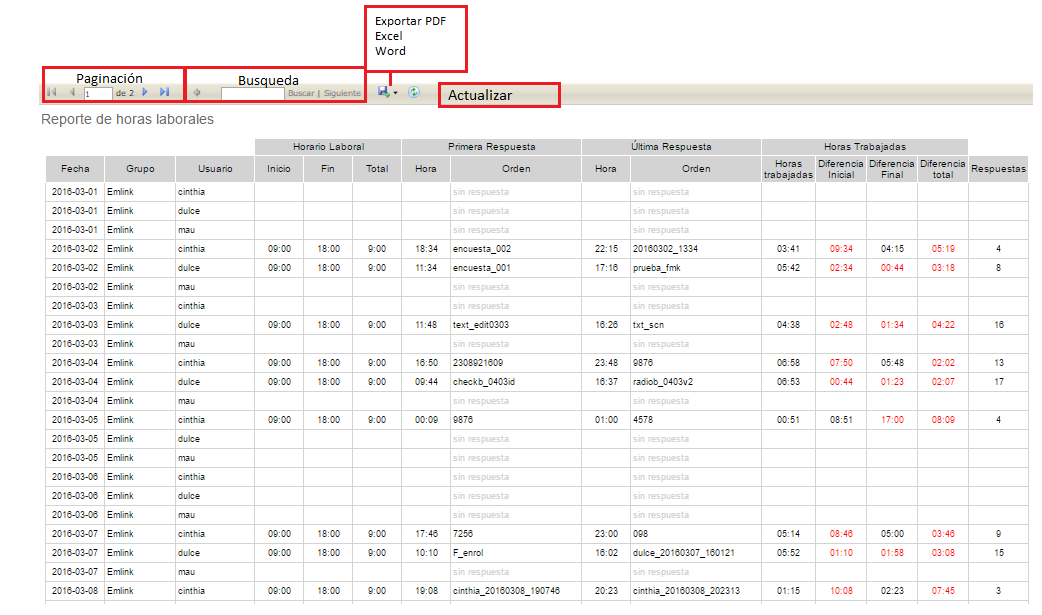 Exportar PDF
Excel
Word
Paginación
Busqueda
1 de 2 Buscar | Siguiente
Actualizar
Reporte de horas laborales
Horario Laboral Primera Respuesta Última Respuesta Horas Trabajadas
Fecha Grupo Usuario Inicio Fin Total Hora Orden Hora Orden Horas trabajadas Diferencia Inicial Diferencia Final Diferencia total Respuestas
2016-03-01 Emlink cinthia sin respuesta sin respuesta
2016-03-01 Emlink dulce sin respuesta sin respuesta
2016-03-01 Emlink mau sin respuesta sin respuesta
2016-03-02 Emlink cinthia 09:00 18:00 9:00 18:34 encuesta_002 22:15 20160302_1334 03:41 09:34 04:15 05:19 4
2016-03-02 Emlink dulce 09:00 18:00 9:00 11:34 encuesta_001 17:16 prueba_fmk 05:42 02:34 00:44 03:18 8
2016-03-02 Emlink mau sin respuesta sin respuesta
2016-03-03 Emlink cinthia sin respuesta sin respuesta
2016-03-03 Emlink dulce 09:00 18:00 9:00 11:48 text_edit0303 16:26 txt_scn 04:38 02:48 01:34 04:22 16
2016-03-03 Emlink mau sin respuesta sin respuesta
2016-03-04 Emlink cinthia 09:00 18:00 9:00 16:50 2308921609 23:48 9876 06:58 07:50 05:48 02:02 13
2016-03-04 Emlink dulce 09:00 18:00 9:00 09:44 checkb_0403id 16:37 radiob_0403v2 06:53 00:44 01:23 02:07 17
2016-03-04 Emlink mau sin respuesta sin respuesta
2016-03-05 Emlink cinthia 09:00 18:00 9:00 00:09 9876 01:00 4578 00:51 08:51 17:00 08:09 4
2016-03-05 Emlink dulce sin respuesta sin respuesta
2016-03-05 Emlink mau sin respuesta sin respuesta
2016-03-06 Emlink cinthia sin respuesta sin respuesta
2016-03-06 Emlink dulce sin respuesta sin respuesta
2016-03-06 Emlink mau sin respuesta sin respuesta
2016-03-07 Emlink cinthia 09:00 18:00 9:00 17:46 7256 23:00 098 05:14 08:46 05:00 03:46 9
2016-03-07 Emlink dulce 09:00 18:00 9:00 10:10 F_enrol 16:02 dulce_20160307_160121 05:52 01:10 01:58 03:08 15
2016-03-07 Emlink mau sin respuesta sin respuesta
2016-03-08 Emlink cinthia 09:00 18:00 9:00 19:08 cinthia_20160308_190746 20:23 cinthia_20160308_202313 01:15 10:08 02:23 07:45 3